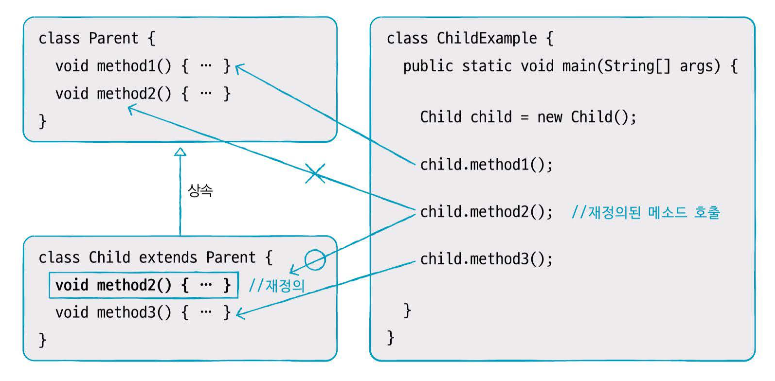 class Parent {
void method1() { … }
void method2() { … }
}
상속
class Child extends Parent {
void method2() { … } //재정의
void method3() { … }
}
class ChildExample {
public static void main(String[] args) {
Child child = new Child();
child.method1();
child.method2(); //재정의된 메소드 호출
child.method3();
}
}